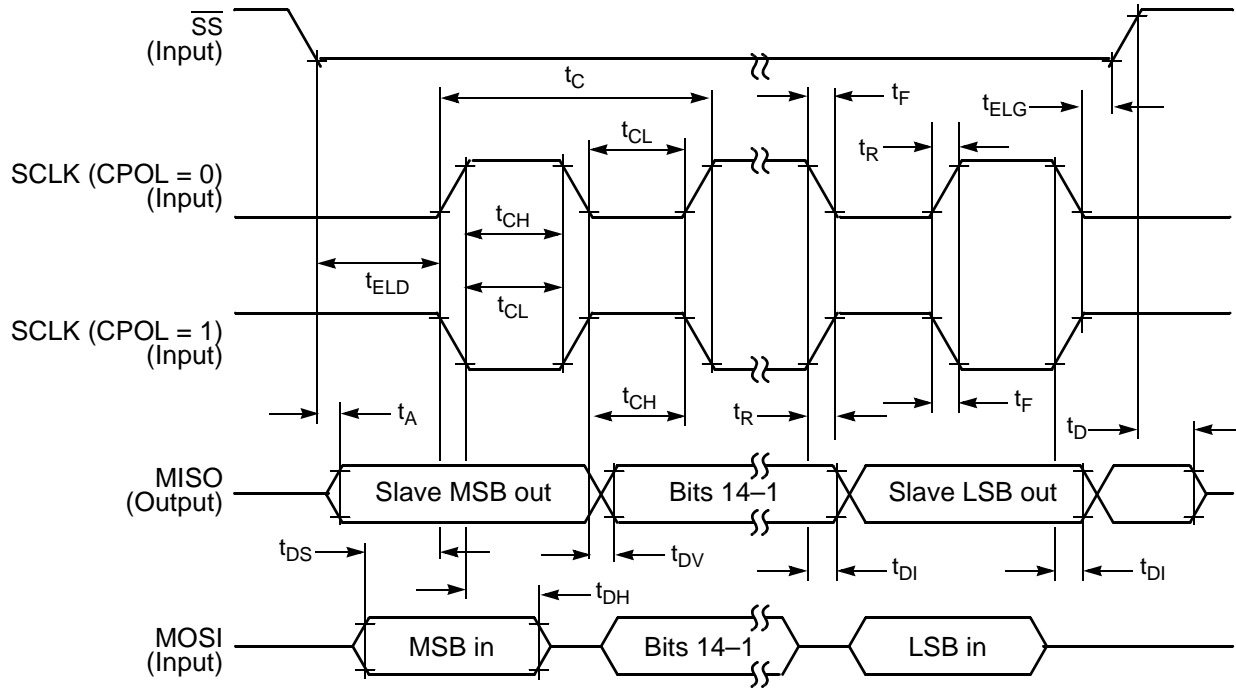 SS
(Input)
t_C
t_F
t_ELG
t_CL
t_R
SCLK (CPOL = 0)
(Input)
t_CH
t_ELD
t_CL
SCLK (CPOL = 1)
(Input)
t_A
t_CH
t_R
t_F
t_D
MISO
(Output)
Slave MSB out
Bits 14–1
Slave LSB out
t_DS
t_DV
t_DI
t_DI
t_DH
MOSI
(Input)
MSB in
Bits 14–1
LSB in